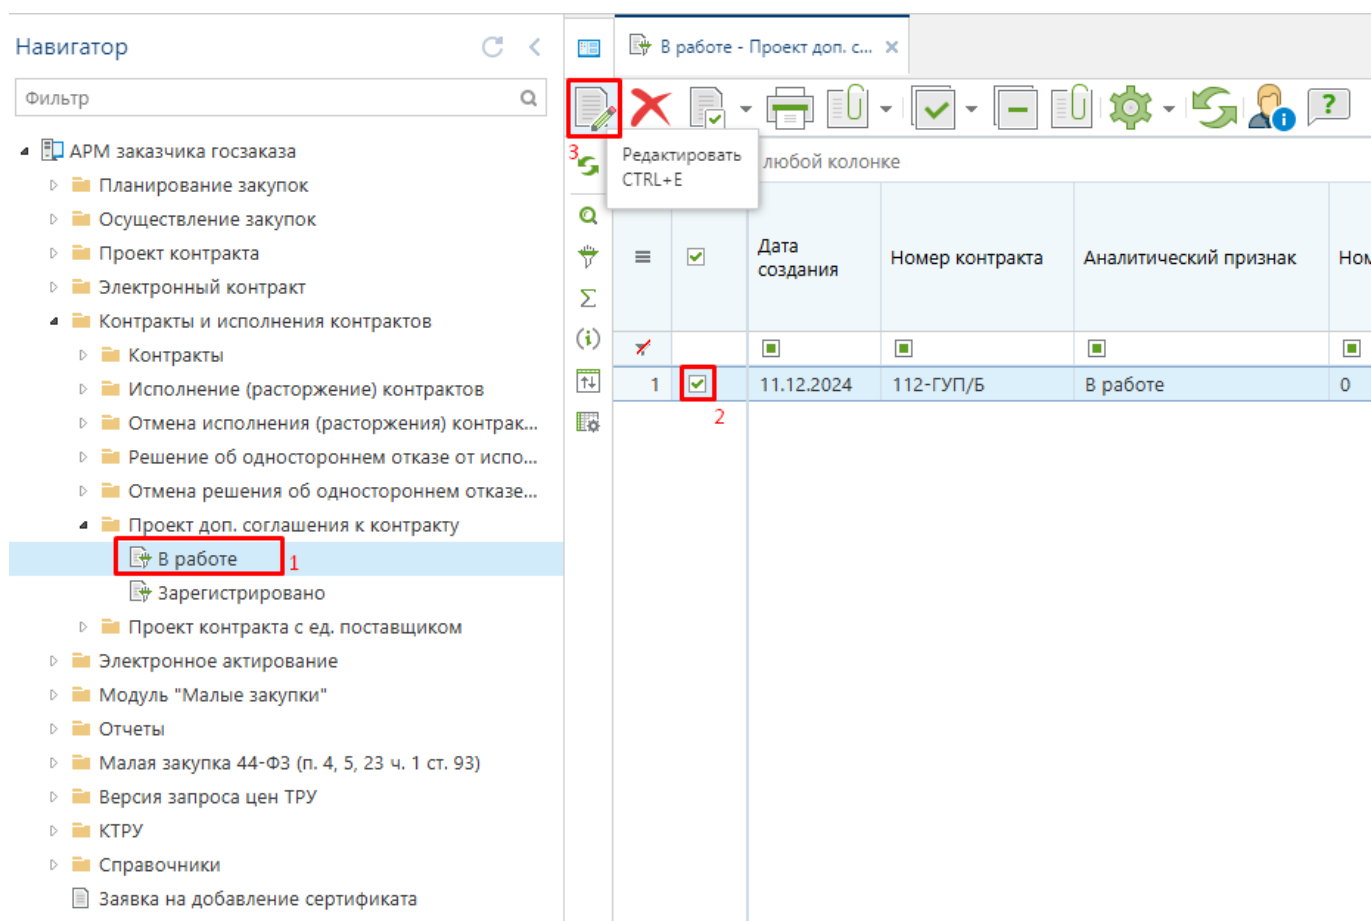 Навигатор
Фильтр
АРМ заказчика госзаказа
Планирование закупок
Осуществление закупок
Проект контракта
Электронный контракт
Контракты и исполнения контрактов
Контракты
Исполнение (расторжение) контрактов
Отмена исполнения (расторжения) контрак...
Решение об одностороннем отказе от испо...
Отмена решения об одностороннем отказе...
Проект доп. соглашения к контракту
В работе
1
Зарегистрировано
Проект контракта с ед. поставщиком
Электронное актирование
Модуль "Малые закупки"
Отчеты
Малая закупка 44-ФЗ (п. 4, 5, 23 ч. 1 ст. 93)
Версия запроса цен ТРУ
КТРУ
Справочники
Заявка на добавление сертификата
В работе - Проект доп. с...
3
Редактировать
CTRL+E
любой колонке
Дата
создания
Номер контракта
Аналитический признак
Ном
1
11.12.2024
112-ГУП/Б
В работе
0
2